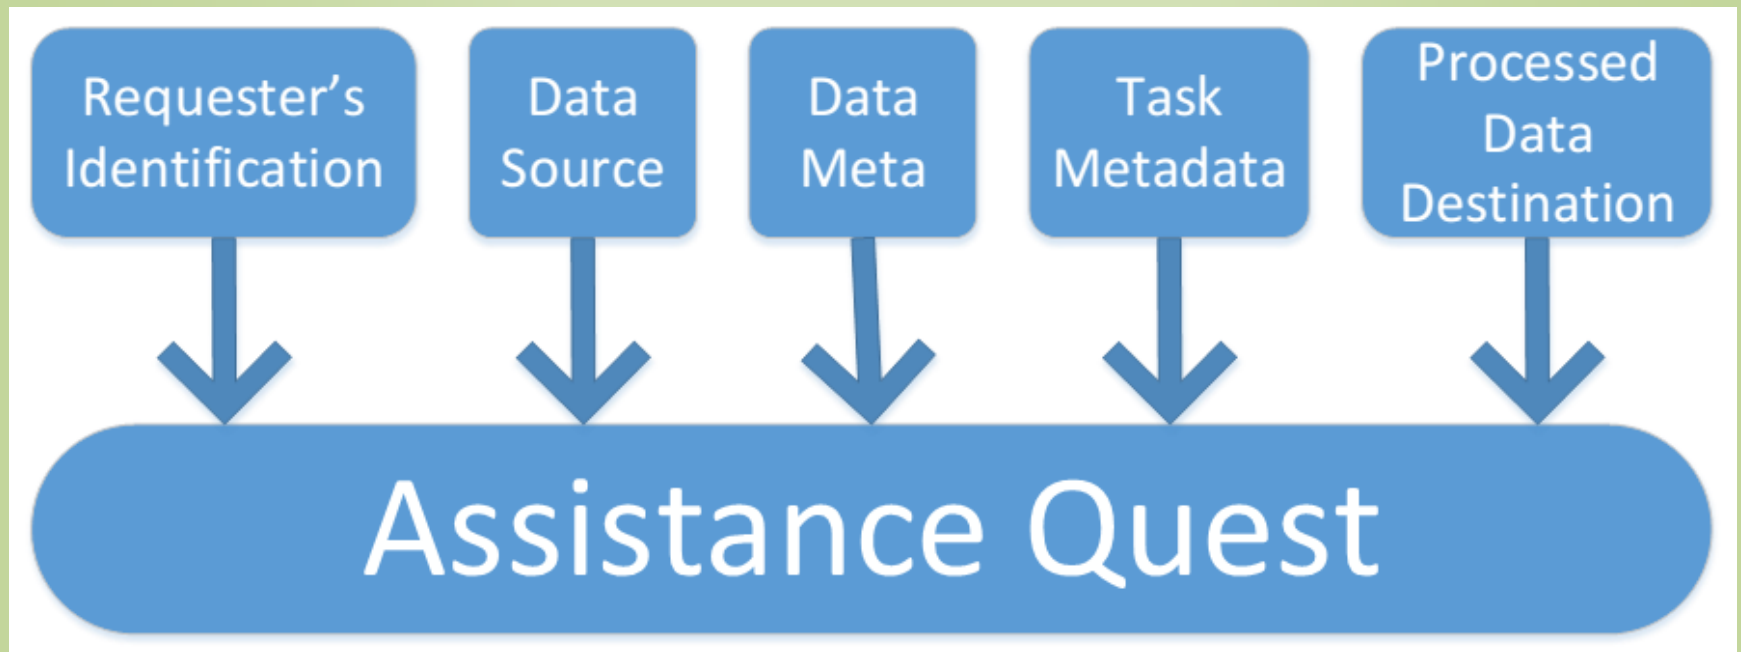 Requester’s
Identification
Data
Source
Data
Meta
Task
Metadata
Processed
Data
Destination
Assistance Quest